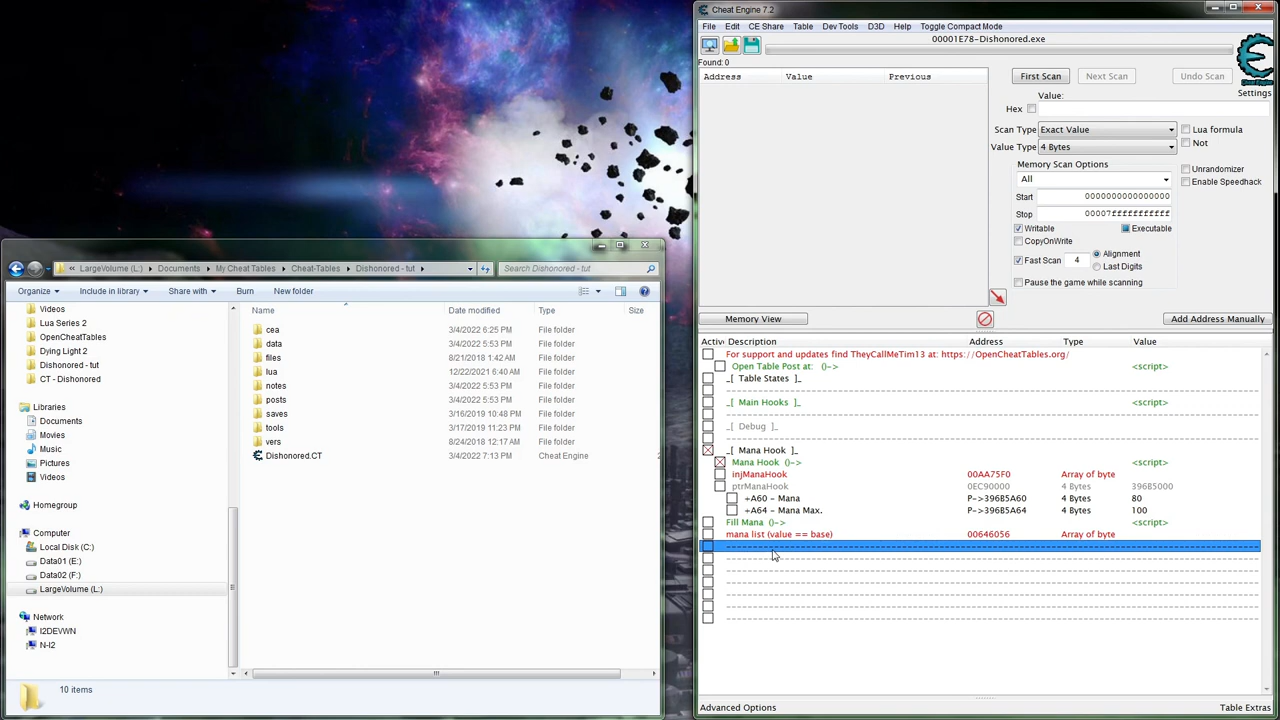 Cheat Engine 7.2
File Edit CE Share Table Dev Tools D3D Help Toggle Compact Mode
00001E78-Dishonored.exe
Found: 0
Address Value Previous
First Scan Next Scan Undo Scan
Settings
Value:
Hex
Scan Type Exact Value Lua formula
Not
Value Type 4 Bytes
Memory Scan Options
All
Unrandomizer
Enable Speedhack
Start 0000000000000000
Stop 00007fffffffffff
Writable Executable
CopyOnWrite
Fast Scan 4 Alignment
Last Digits
Pause the game while scanning
Memory View Add Address Manually
Active Description Address Type Value
For support and updates find TheyCallMeTim13 at: https://OpenCheatTables.org/
Open Table Post at: ()-> <script>
_[ Table States ]_
_[ Main Hooks ]_ <script>
_[ Debug ]_
_[ Mana Hook ]_
Mana Hook ()-> <script>
injManaHook 00AA75F0 Array of byte
ptrManaHook 0EC90000 4 Bytes 396B5000
+A60 - Mana P->396B5A60 4 Bytes 80
+A64 - Mana Max. P->396B5A64 4 Bytes 100
Fill Mana ()-> <script>
mana list (value == base) 00646056 Array of byte
Advanced Options Table Extras
« LargeVolume (L:) Documents My Cheat Tables Cheat-Tables Dishonored - tut Search Dishonored - tut
Organize Include in library Share with Burn New folder
Name Date modified Type Size
Videos
Lua Series 2
OpenCheatTables
Dying Light 2
Dishonored - tut
CT - Dishonored
Libraries
Documents
Movies
Music
Pictures
Videos
Homegroup
Computer
Local Disk (C:)
Data01 (E:)
Data02 (F:)
LargeVolume (L:)
Network
I2DEVWN
N-I2
cea 3/4/2022 6:25 PM File folder
data 3/4/2022 5:53 PM File folder
files 8/21/2018 1:42 AM File folder
lua 12/22/2021 6:40 AM File folder
notes 3/4/2022 5:53 PM File folder
posts 3/4/2022 5:53 PM File folder
saves 3/16/2019 10:48 PM File folder
tools 3/17/2019 11:23 PM File folder
vers 8/24/2018 12:17 AM File folder
Dishonored.CT 3/4/2022 7:13 PM Cheat Engine 2
10 items